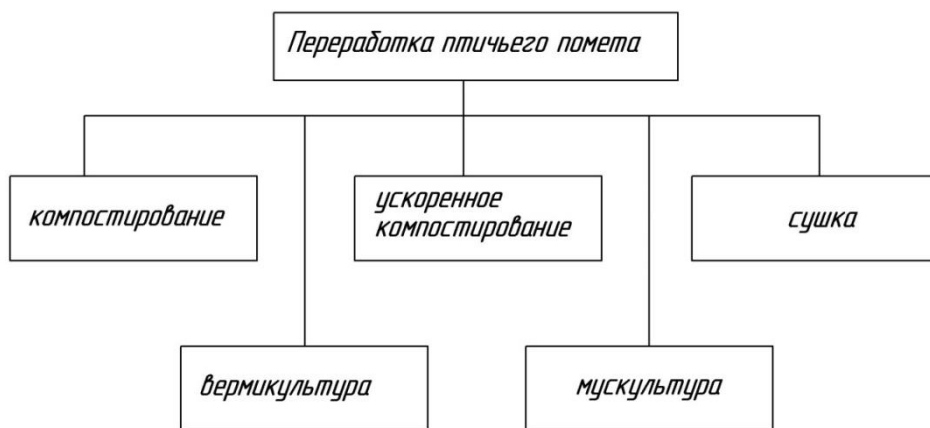 Переработка птичьего помета
компостирование
ускоренное
компостирование
сушка
вермикультура
мускультура